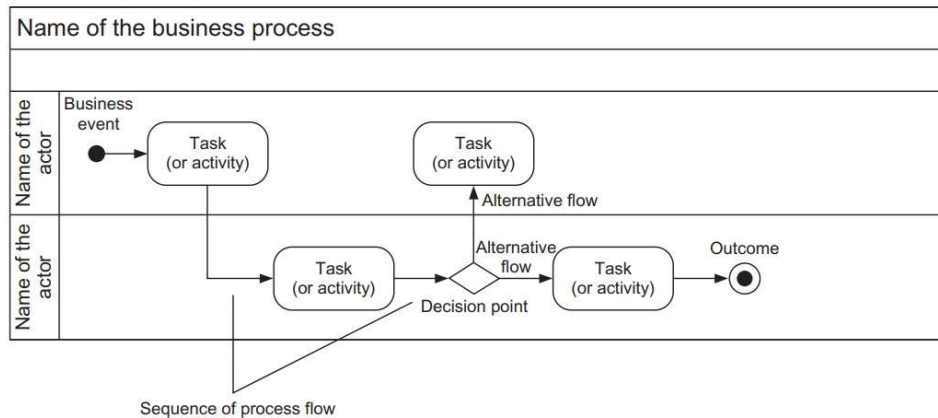 Name of the business process
Name of the
actor
Business
event
Task
(or activity)
Task
(or activity)
Alternative flow
Name of the
actor
Task
(or activity)
Alternative
flow
Decision point
Task
(or activity)
Outcome
Sequence of process flow